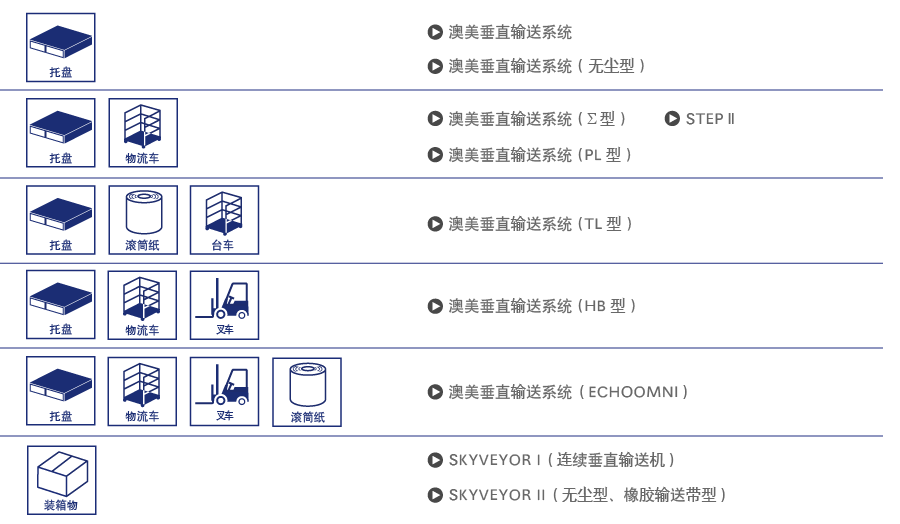 托盘
澳美垂直输送系统
澳美垂直输送系统（无尘型）
托盘 物流车
澳美垂直输送系统（Σ型） STEP II
澳美垂直输送系统（PL 型）
托盘 滚筒纸 台车
澳美垂直输送系统（TL 型）
托盘 物流车 叉车
澳美垂直输送系统（HB 型）
托盘 物流车 叉车 滚筒纸
澳美垂直输送系统（ECHOOMNI）
装箱物
SKYVEYOR I（连续垂直输送机）
SKYVEYOR II（无尘型、橡胶输送带型）